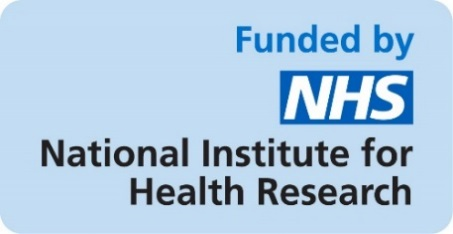 Funded by
NHS
National Institute for
Health Research